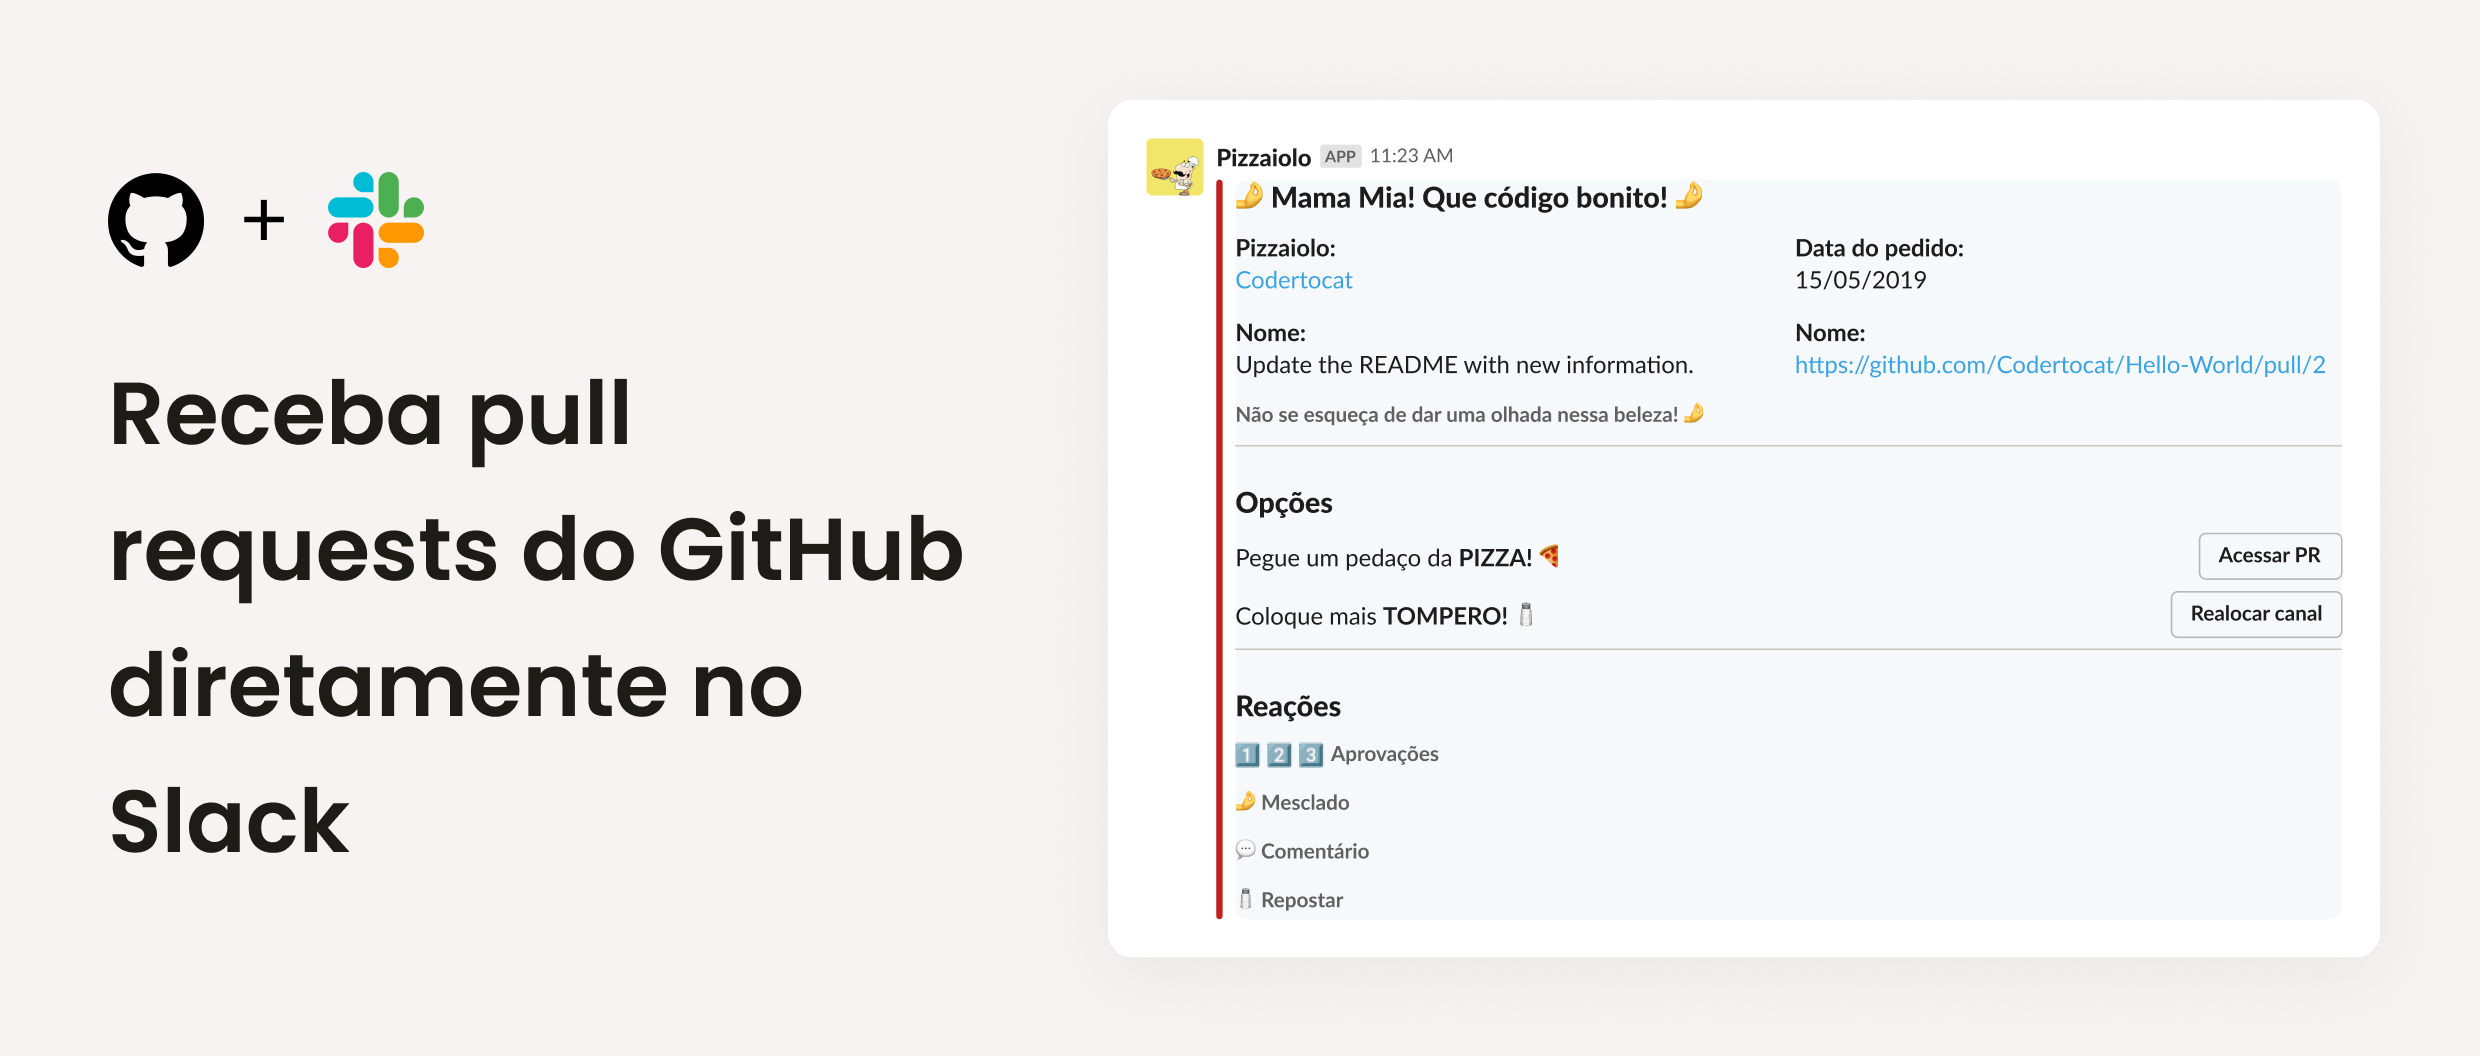 Receba pull
requests do GitHub
diretamente no
Slack
Pizzaiolo APP 11:23 AM
🤌 Mama Mia! Que código bonito! 🤌
Pizzaiolo:
Codertocat
Data do pedido:
15/05/2019
Nome:
Update the README with new information.
Nome:
https://github.com/Codertocat/Hello-World/pull/2
Não se esqueça de dar uma olhada nessa beleza! 🤌
Opções
Pegue um pedaço da PIZZA! 🍕
Acessar PR
Coloque mais TOMPERO! 🧂
Realocar canal
Reações
1️⃣ 2️⃣ 3️⃣ Aprovações
🤌 Mesclado
💬 Comentário
🧂 Repostar